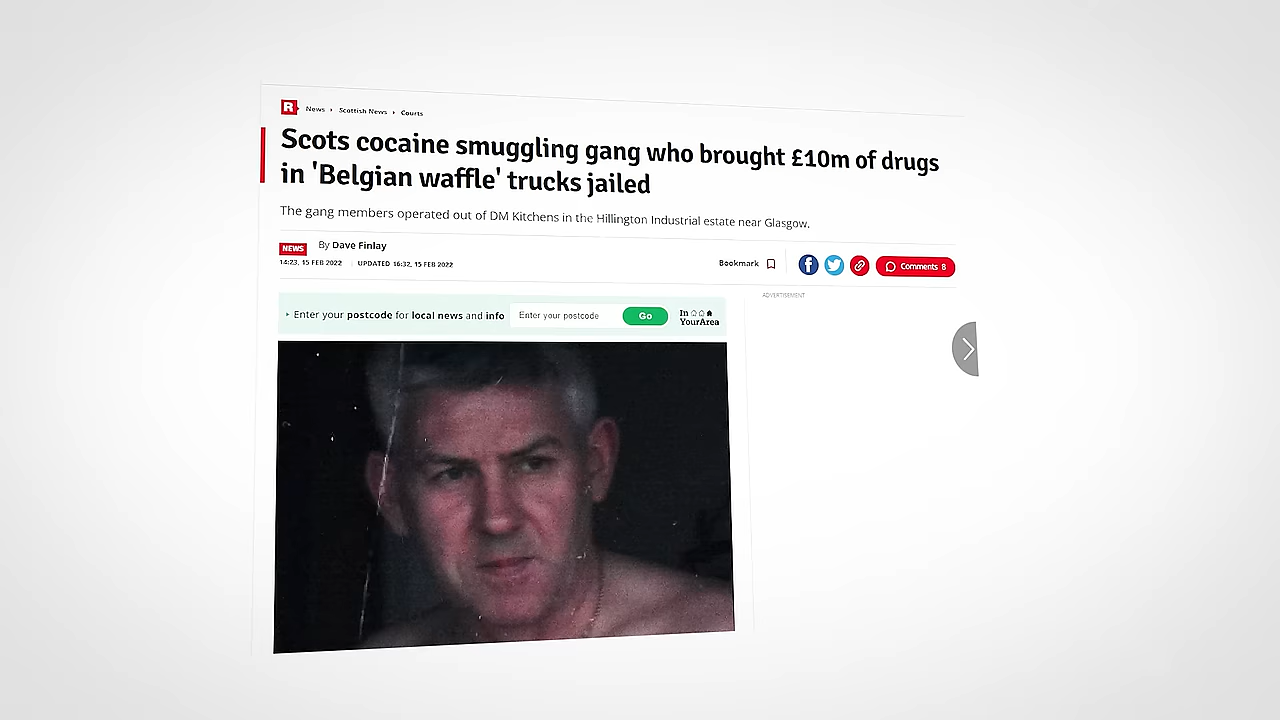 R News › Scottish News › Courts
Scots cocaine smuggling gang who brought £10m of drugs
in 'Belgian waffle' trucks jailed
The gang members operated out of DM Kitchens in the Hillington Industrial estate near Glasgow.
NEWS By Dave Finlay
14:23, 15 FEB 2022 | UPDATED 16:32, 15 FEB 2022
Bookmark
Comments 8
ADVERTISEMENT
Enter your postcode for local news and info Enter your postcode Go In YourArea